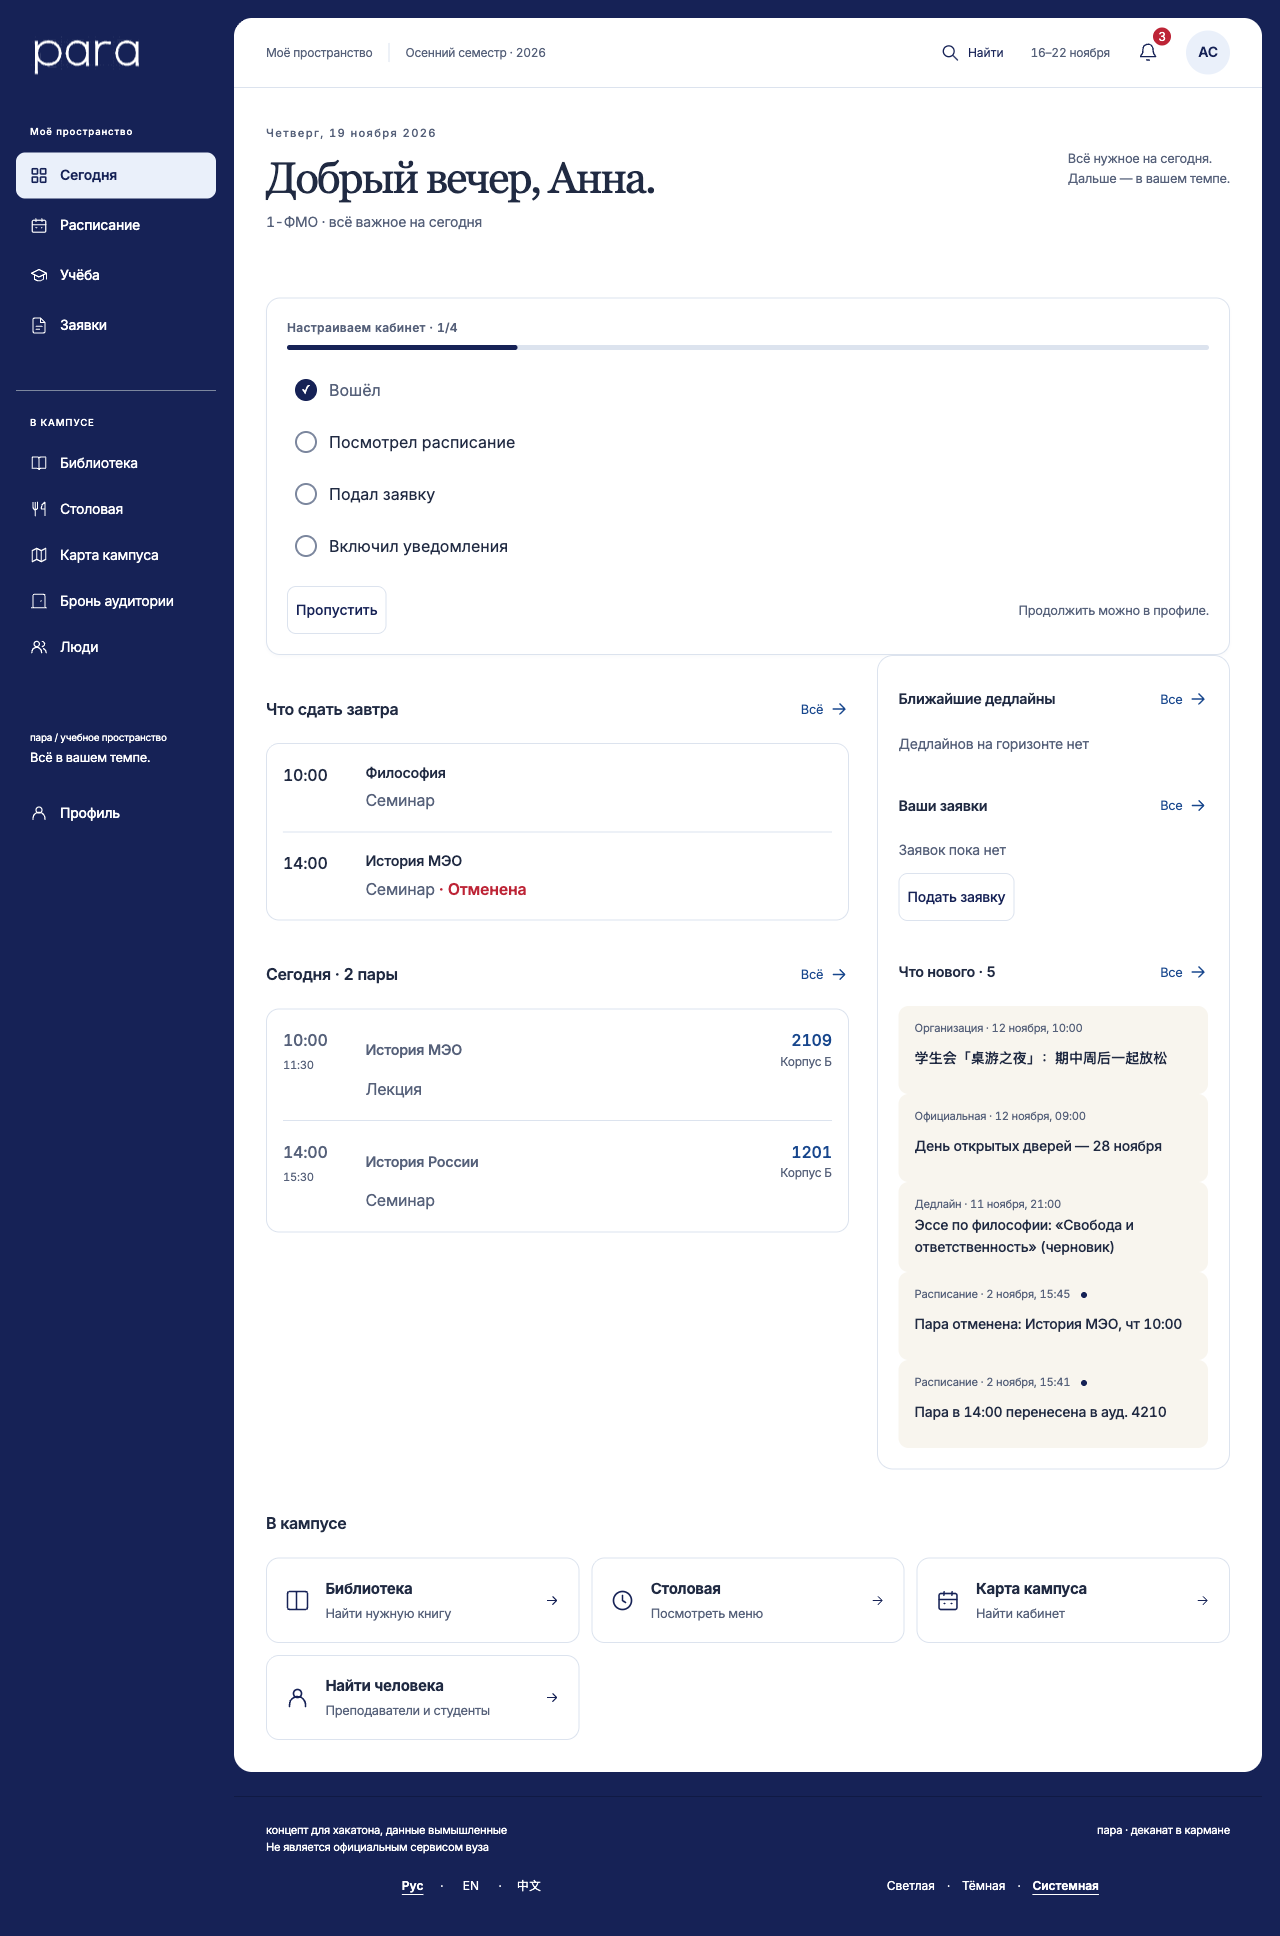 para
Моё пространство
Сегодня
Расписание
Учёба
Заявки
В КАМПУСЕ
Библиотека
Столовая
Карта кампуса
Бронь аудитории
Люди
пара / учебное пространство
Всё в вашем темпе.
Профиль
Моё пространство
Осенний семестр · 2026
Найти
16–22 ноября
3
АС
Четверг, 19 ноября 2026
Добрый вечер, Анна.
1-ФМО · всё важное на сегодня
Всё нужное на сегодня.
Дальше — в вашем темпе.
Настраиваем кабинет · 1/4
Вошёл
Посмотрел расписание
Подал заявку
Включил уведомления
Пропустить
Продолжить можно в профиле.
Что сдать завтра
Всё →
10:00
Философия
Семинар
14:00
История МЭО
Семинар · Отменена
Сегодня · 2 пары
Всё →
10:00
11:30
История МЭО
Лекция
2109
Корпус Б
14:00
15:30
История России
Семинар
1201
Корпус Б
Ближайшие дедлайны
Все →
Дедлайнов на горизонте нет
Ваши заявки
Все →
Заявок пока нет
Подать заявку
Что нового · 5
Все →
Организация · 12 ноября, 10:00
学生会「桌游之夜」：期中周后一起放松
Официальная · 12 ноября, 09:00
День открытых дверей — 28 ноября
Дедлайн · 11 ноября, 21:00
Эссе по философии: «Свобода и
ответственность» (черновик)
Расписание · 2 ноября, 15:45
Пара отменена: История МЭО, чт 10:00
Расписание · 2 ноября, 15:41
Пара в 14:00 перенесена в ауд. 4210
В кампусе
Библиотека
Найти нужную книгу
→
Столовая
Посмотреть меню
→
Карта кампуса
Найти кабинет
→
Найти человека
Преподаватели и студенты
→
концепт для хакатона, данные вымышленные
Не является официальным сервисом вуза
пара · деканат в кармане
Рус · EN · 中文
Светлая · Тёмная · Системная